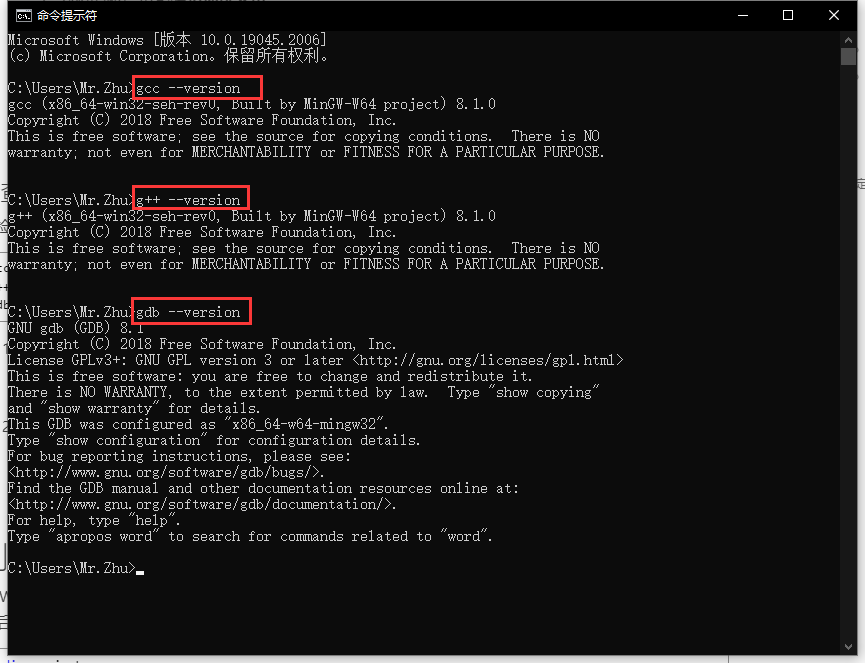 命令提示符
Microsoft Windows [版本 10.0.19045.2006]
(c) Microsoft Corporation。保留所有权利。
C:\Users\Mr.Zhu>gcc --version
gcc (x86_64-win32-seh-rev0, Built by MinGW-W64 project) 8.1.0
Copyright (C) 2018 Free Software Foundation, Inc.
This is free software; see the source for copying conditions.  There is NO
warranty; not even for MERCHANTABILITY or FITNESS FOR A PARTICULAR PURPOSE.
C:\Users\Mr.Zhu>g++ --version
g++ (x86_64-win32-seh-rev0, Built by MinGW-W64 project) 8.1.0
Copyright (C) 2018 Free Software Foundation, Inc.
This is free software; see the source for copying conditions.  There is NO
warranty; not even for MERCHANTABILITY or FITNESS FOR A PARTICULAR PURPOSE.
C:\Users\Mr.Zhu>gdb --version
GNU gdb (GDB) 8.1
Copyright (C) 2018 Free Software Foundation, Inc.
License GPLv3+: GNU GPL version 3 or later <http://gnu.org/licenses/gpl.html>
This is free software: you are free to change and redistribute it.
There is NO WARRANTY, to the extent permitted by law.  Type "show copying"
and "show warranty" for details.
This GDB was configured as "x86_64-w64-mingw32".
Type "show configuration" for configuration details.
For bug reporting instructions, please see:
<http://www.gnu.org/software/gdb/bugs/>.
Find the GDB manual and other documentation resources online at:
<http://www.gnu.org/software/gdb/documentation/>.
For help, type "help".
Type "apropos word" to search for commands related to "word".
C:\Users\Mr.Zhu>